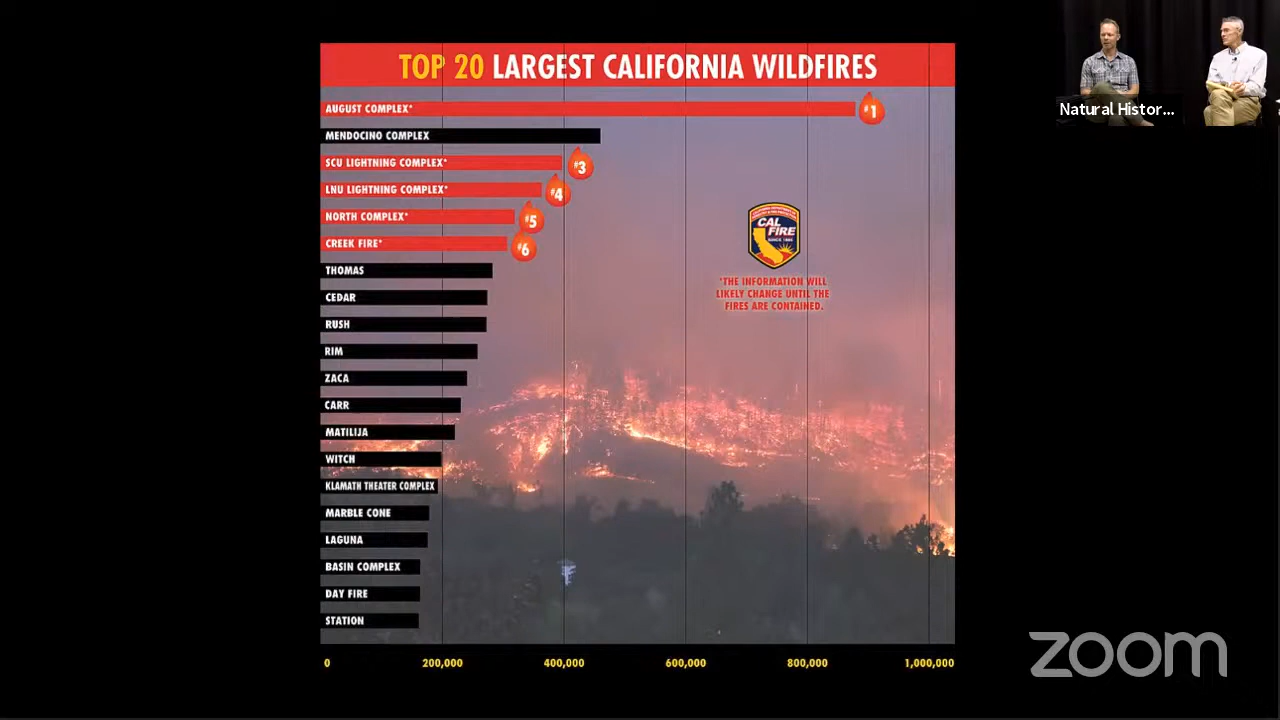 TOP 20 LARGEST CALIFORNIA WILDFIRES
AUGUST COMPLEX*
#1
MENDOCINO COMPLEX
SCU LIGHTNING COMPLEX*
#3
LNU LIGHTNING COMPLEX*
#4
NORTH COMPLEX*
#5
CREEK FIRE*
#6
THOMAS
CEDAR
RUSH
RIM
ZACA
CARR
MATILIJA
WITCH
KLAMATH THEATER COMPLEX
MARBLE CONE
LAGUNA
BASIN COMPLEX
DAY FIRE
STATION
0 200,000 400,000 600,000 800,000 1,000,000
CAL
FIRE
SINCE 1885
*THE INFORMATION WILL
LIKELY CHANGE UNTIL THE
FIRES ARE CONTAINED.
Natural Histor...
zoom